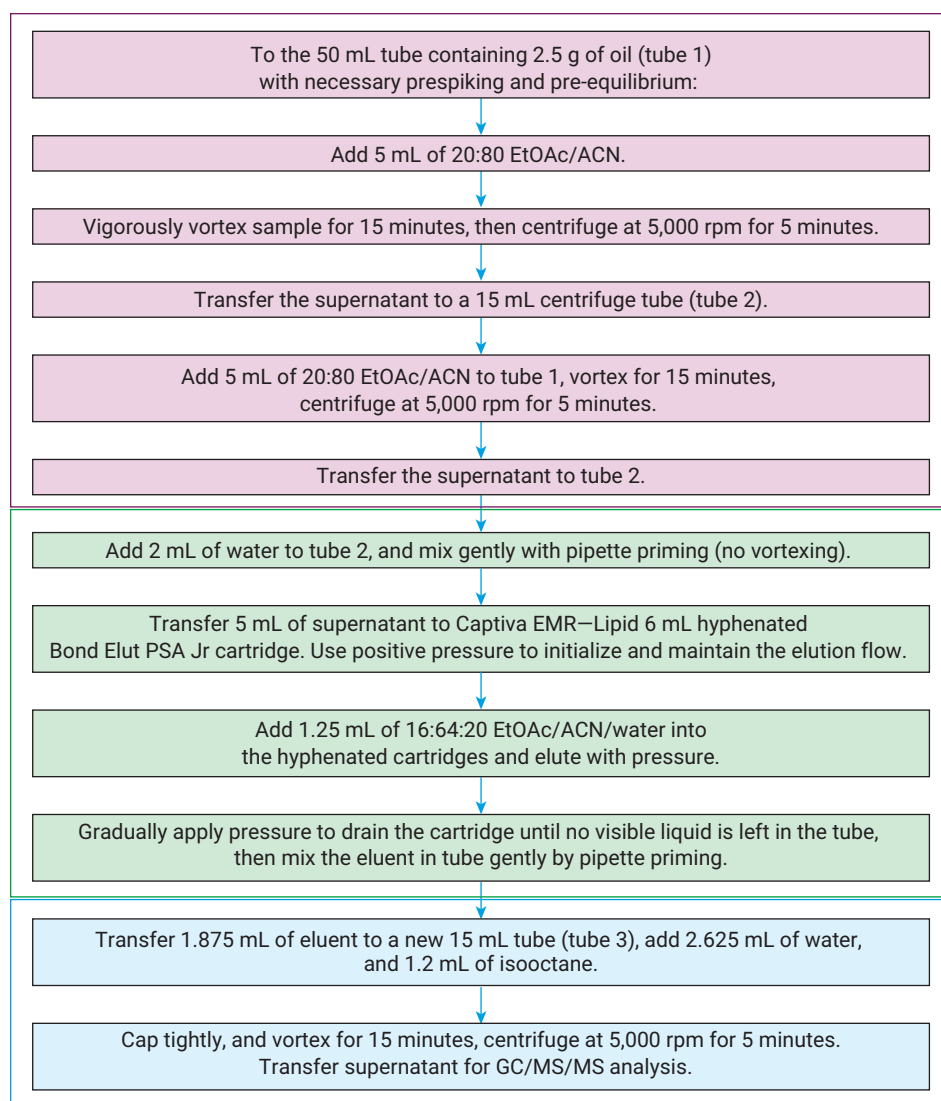 To the 50 mL tube containing 2.5 g of oil (tube 1)
with necessary prespiking and pre-equilibrium:
Add 5 mL of 20:80 EtOAc/ACN.
Vigorously vortex sample for 15 minutes, then centrifuge at 5,000 rpm for 5 minutes.
Transfer the supernatant to a 15 mL centrifuge tube (tube 2).
Add 5 mL of 20:80 EtOAc/ACN to tube 1, vortex for 15 minutes,
centrifuge at 5,000 rpm for 5 minutes.
Transfer the supernatant to tube 2.
Add 2 mL of water to tube 2, and mix gently with pipette priming (no vortexing).
Transfer 5 mL of supernatant to Captiva EMR—Lipid 6 mL hyphenated
Bond Elut PSA Jr cartridge. Use positive pressure to initialize and maintain the elution flow.
Add 1.25 mL of 16:64:20 EtOAc/ACN/water into
the hyphenated cartridges and elute with pressure.
Gradually apply pressure to drain the cartridge until no visible liquid is left in the tube,
then mix the eluent in tube gently by pipette priming.
Transfer 1.875 mL of eluent to a new 15 mL tube (tube 3), add 2.625 mL of water,
and 1.2 mL of isooctane.
Cap tightly, and vortex for 15 minutes, centrifuge at 5,000 rpm for 5 minutes.
Transfer supernatant for GC/MS/MS analysis.